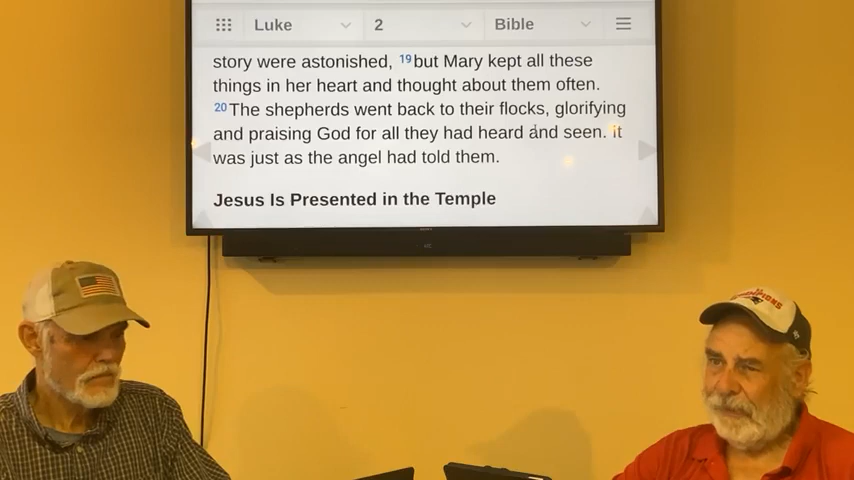 Luke 2 Bible
story were astonished, 19 but Mary kept all these
things in her heart and thought about them often.
20 The shepherds went back to their flocks, glorifying
and praising God for all they had heard and seen. It
was just as the angel had told them.
Jesus Is Presented in the Temple